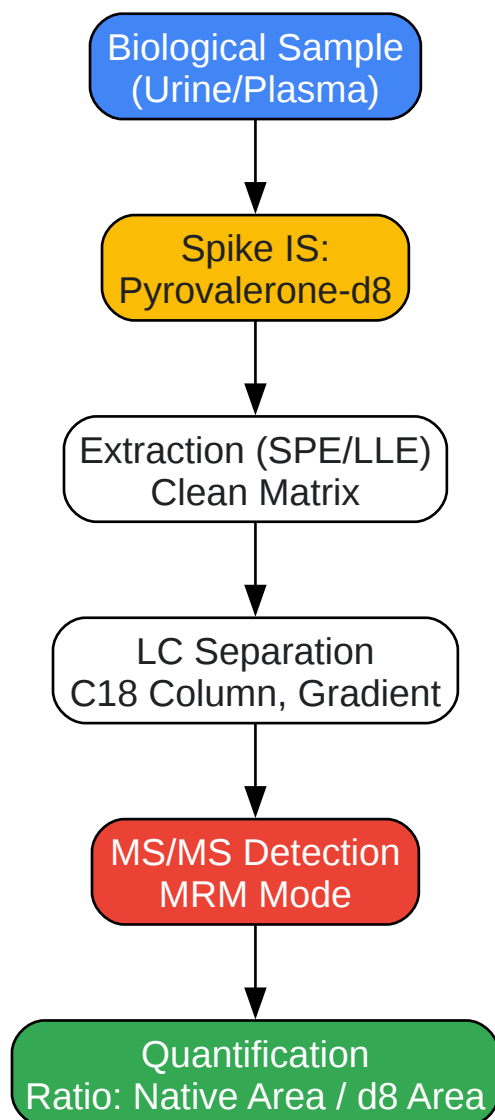 Biological Sample
(Urine/Plasma)
Spike IS:
Pyrovalerone-d8
Extraction (SPE/LLE)
Clean Matrix
LC Separation
C18 Column, Gradient
MS/MS Detection
MRM Mode
Quantification
Ratio: Native Area / d8 Area